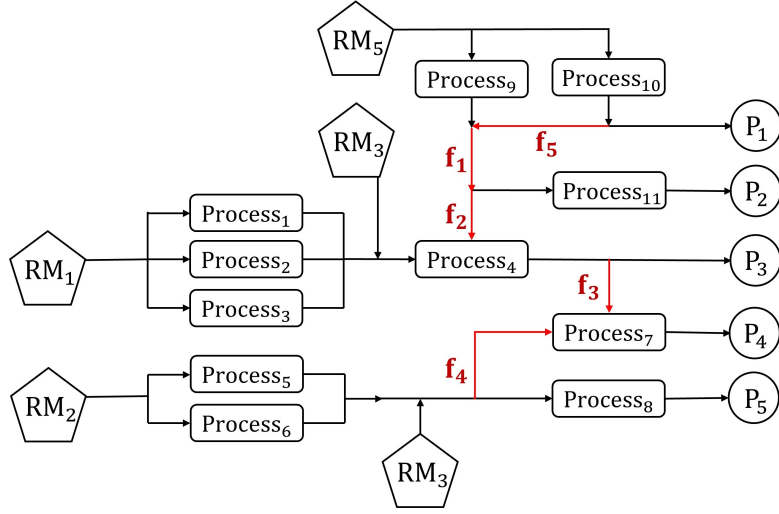 RM₅
Process₉
Process₁₀
RM₃
P₁
f₅
f₁
Process₁₁
P₂
Process₁
f₂
RM₁
Process₂
Process₄
P₃
Process₃
f₃
Process₇
P₄
f₄
Process₅
RM₂
Process₆
Process₈
P₅
RM₃